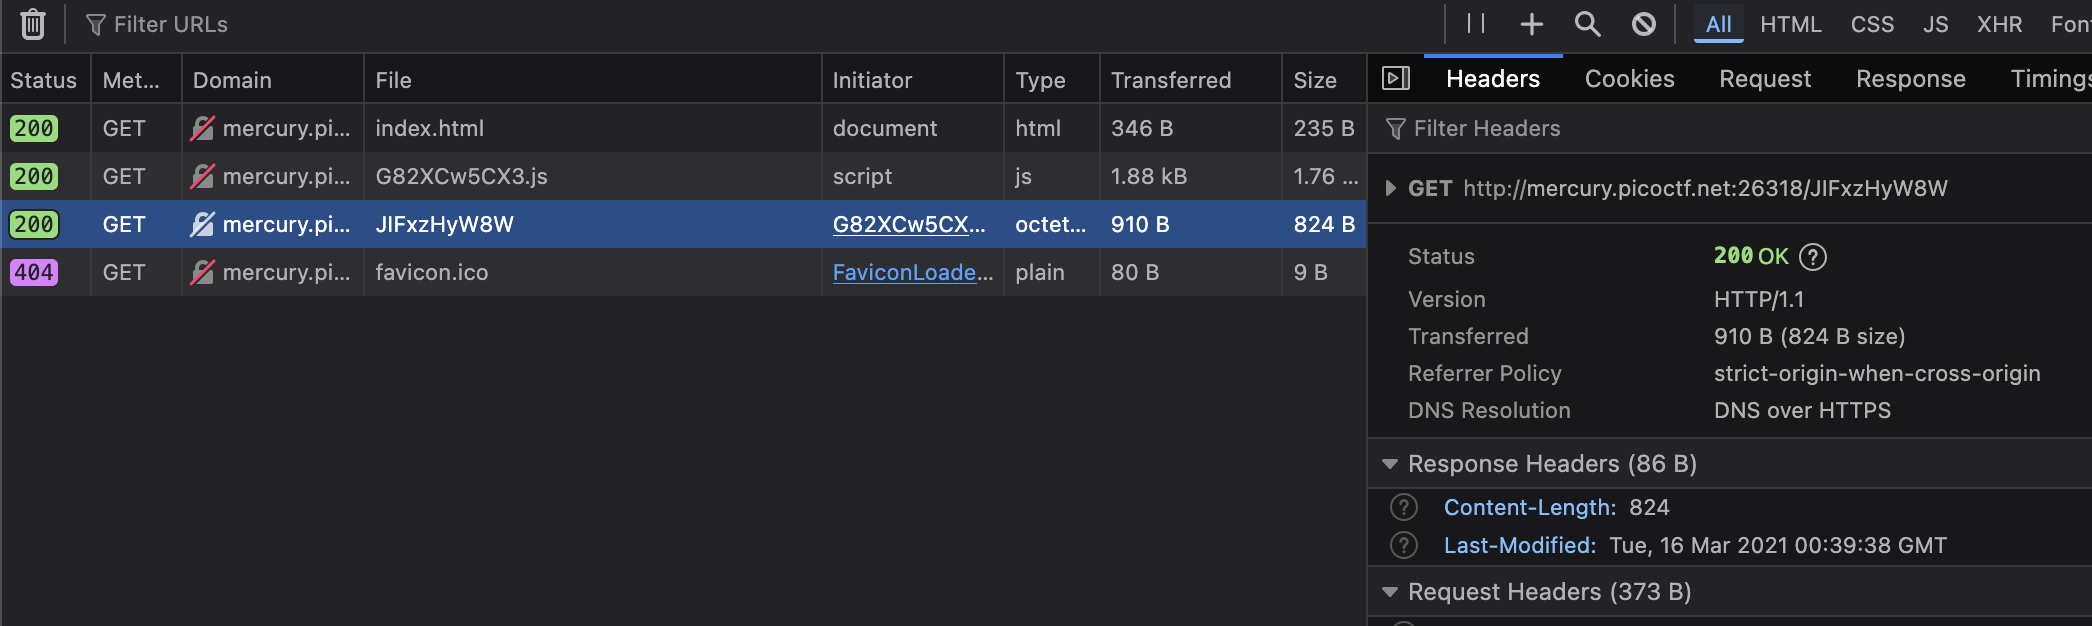 Filter URLs All HTML CSS JS XHR Fon
Status Met... Domain File Initiator Type Transferred Size
200 GET mercury.pi... index.html document html 346 B 235 B
200 GET mercury.pi... G82XCw5CX3.js script js 1.88 kB 1.76 ...
200 GET mercury.pi... JIFxzHyW8W G82XCw5CX... octet... 910 B 824 B
404 GET mercury.pi... favicon.ico FaviconLoade... plain 80 B 9 B
Headers Cookies Request Response Timings
Filter Headers
GET http://mercury.picoctf.net:26318/JIFxzHyW8W
Status 200 OK ?
Version HTTP/1.1
Transferred 910 B (824 B size)
Referrer Policy strict-origin-when-cross-origin
DNS Resolution DNS over HTTPS
Response Headers (86 B)
? Content-Length: 824
? Last-Modified: Tue, 16 Mar 2021 00:39:38 GMT
Request Headers (373 B)